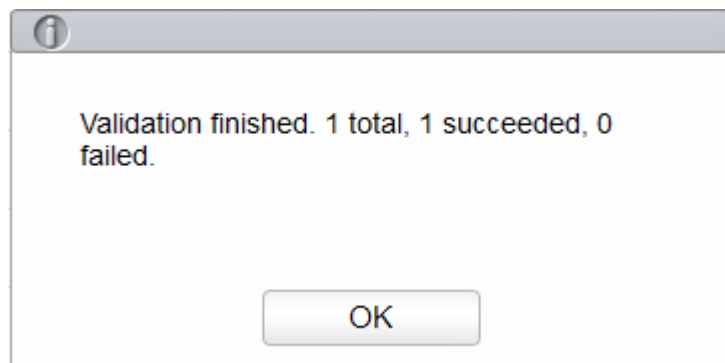 Validation finished. 1 total, 1 succeeded, 0
failed.
OK